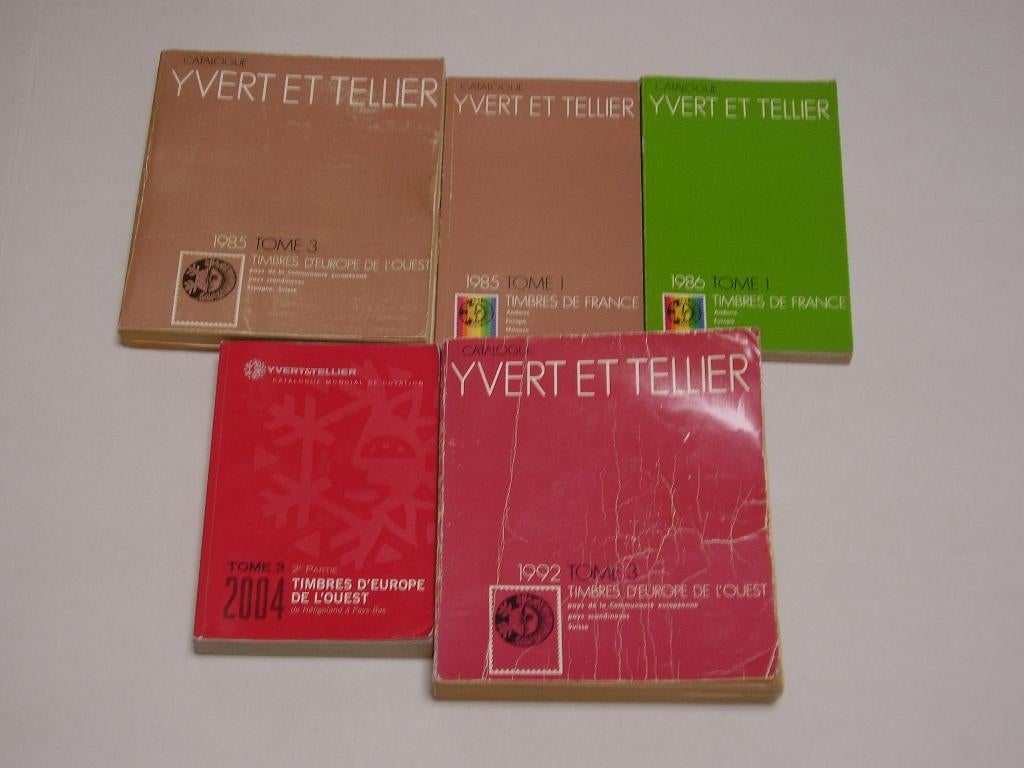 CATALOGUE
YVERT ET TELLIER
1985 TOME 3
TIMBRES D'EUROPE DE L'OUEST
pays de la Communauté européenne
pays scandinaves
Espagne, Suisse
CATALOGUE
YVERT ET TELLIER
1985 TOME 1
TIMBRES DE FRANCE
Andorre
Europa
Monaco
CATALOGUE
YVERT ET TELLIER
1986 TOME 1
TIMBRES DE FRANCE
Andorre
Europa
YVERT&TELLIER
CATALOGUE MONDIAL DE COTATION
TOME 3 2e PARTIE
2004 TIMBRES D'EUROPE
DE L'OUEST
de Héligoland à Pays-Bas
CATALOGUE
YVERT ET TELLIER
1992 TOME 3
TIMBRES D'EUROPE DE L'OUEST
pays de la Communauté européenne
pays scandinaves
Suisse